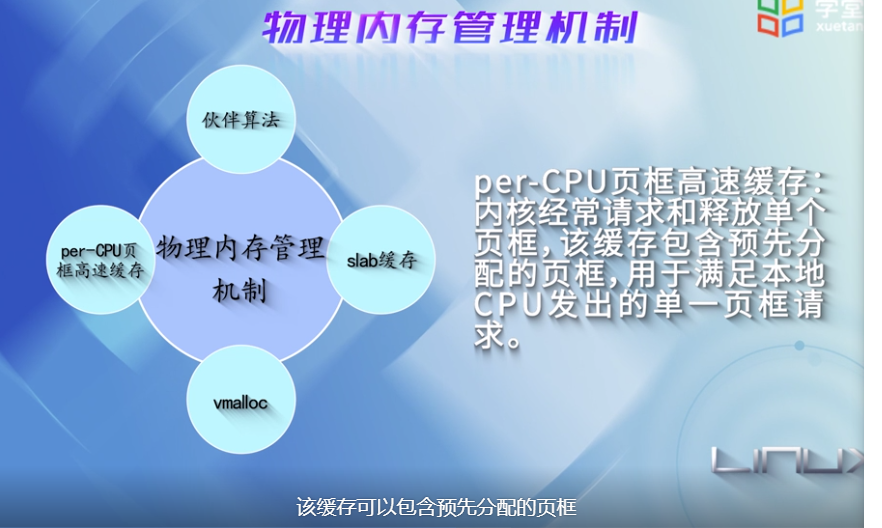 物理内存管理机制
学堂
xuetan
伙伴算法
per-CPU页
框高速缓存
物理内存管理
机制
slab缓存
vmalloc
per-CPU页框高速缓存：
内核经常请求和释放单个
页框，该缓存包含预先分
配的页框，用于满足本地
CPU发出的单一页框请
求。
LINUX
该缓存可以包含预先分配的页框